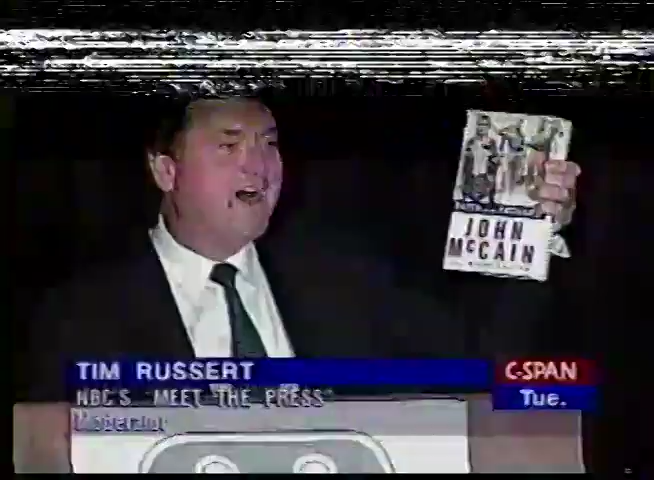 JOHN
McCAIN
TIM RUSSERT
C-SPAN
NBC'S "MEET THE PRESS"
Tue.
Moderator